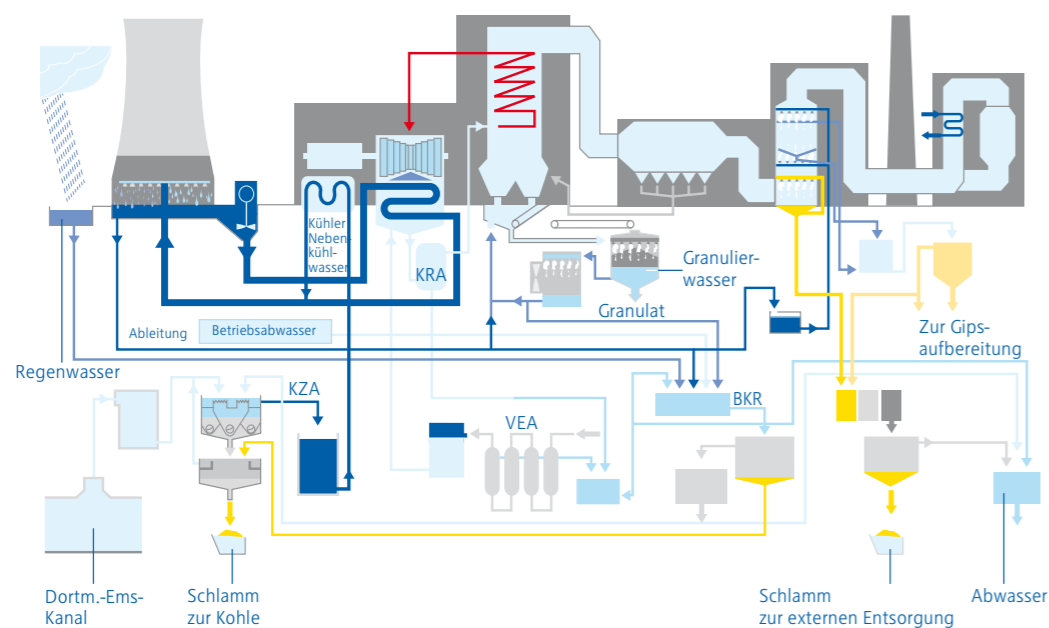 Kühler
Neben-
kühl-
wasser
KRA
Granulier-
wasser
Granulat
Ableitung
Betriebsabwasser
Zur Gips-
aufbereitung
Regenwasser
KZA
BKR
VEA
Dortm.-Ems-
Kanal
Schlamm
zur Kohle
Schlamm
zur externen Entsorgung
Abwasser